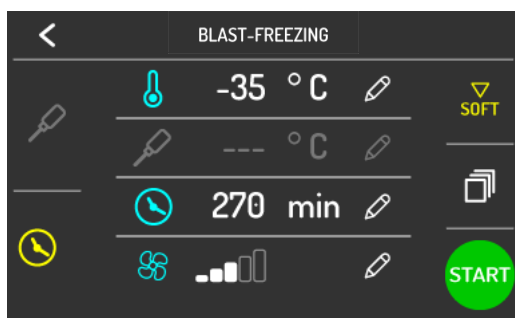 BLAST-FREEZING
-35 °C
SOFT
--- °C
270 min
START